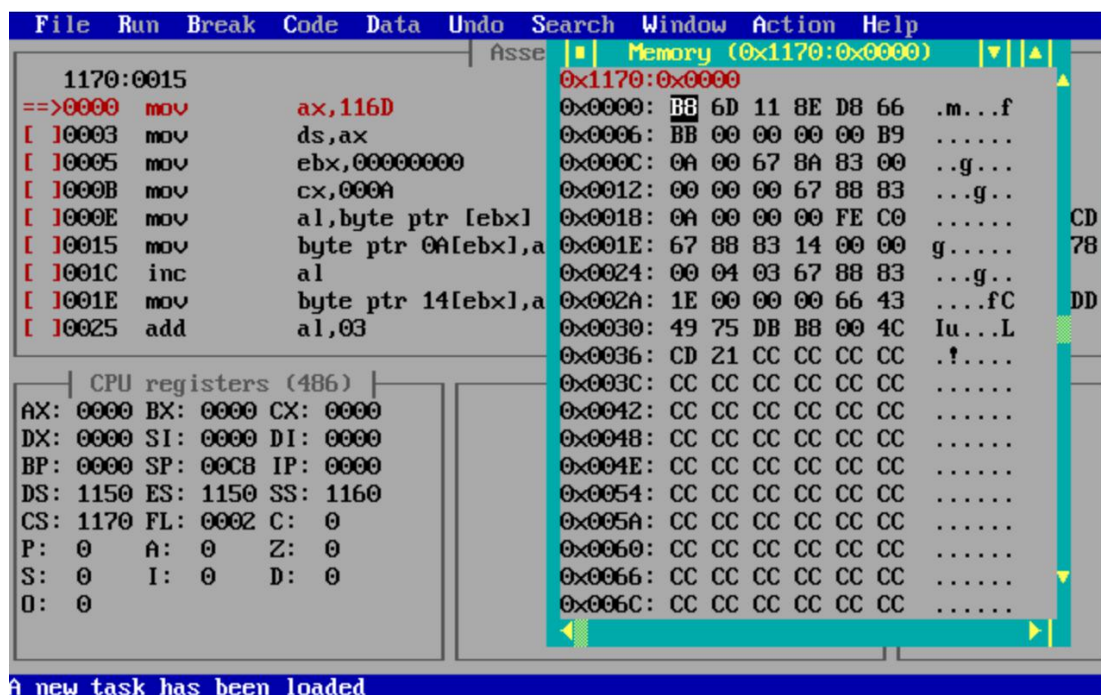 File Run Break Code Data Undo Search Window Action Help
Asse Memory (0x1170:0x0000)
1170:0015
==>0000 mov ax,116D
[ ]0003 mov ds,ax
[ ]0005 mov ebx,00000000
[ ]000B mov cx,000A
[ ]000E mov al,byte ptr [ebx]
[ ]0015 mov byte ptr 0A[ebx],a
[ ]001C inc al
[ ]001E mov byte ptr 14[ebx],a
[ ]0025 add al,03
0x1170:0x0000
0x0000: B8 6D 11 8E D8 66 .m...f
0x0006: BB 00 00 00 00 B9 ......
0x000C: 0A 00 67 8A 83 00 ..g...
0x0012: 00 00 00 67 88 83 ...g..
0x0018: 0A 00 00 00 FE C0 ......
0x001E: 67 88 83 14 00 00 g.....
0x0024: 00 04 03 67 88 83 ...g..
0x002A: 1E 00 00 00 66 43 ....fC
0x0030: 49 75 DB B8 00 4C Iu...L
0x0036: CD 21 CC CC CC CC .!....
0x003C: CC CC CC CC CC CC ......
0x0042: CC CC CC CC CC CC ......
0x0048: CC CC CC CC CC CC ......
0x004E: CC CC CC CC CC CC ......
0x0054: CC CC CC CC CC CC ......
0x005A: CC CC CC CC CC CC ......
0x0060: CC CC CC CC CC CC ......
0x0066: CC CC CC CC CC CC ......
0x006C: CC CC CC CC CC CC ......
CD
78
DD
CPU registers (486)
AX: 0000 BX: 0000 CX: 0000
DX: 0000 SI: 0000 DI: 0000
BP: 0000 SP: 00C8 IP: 0000
DS: 1150 ES: 1150 SS: 1160
CS: 1170 FL: 0002 C: 0
P: 0 A: 0 Z: 0
S: 0 I: 0 D: 0
O: 0
A new task has been loaded